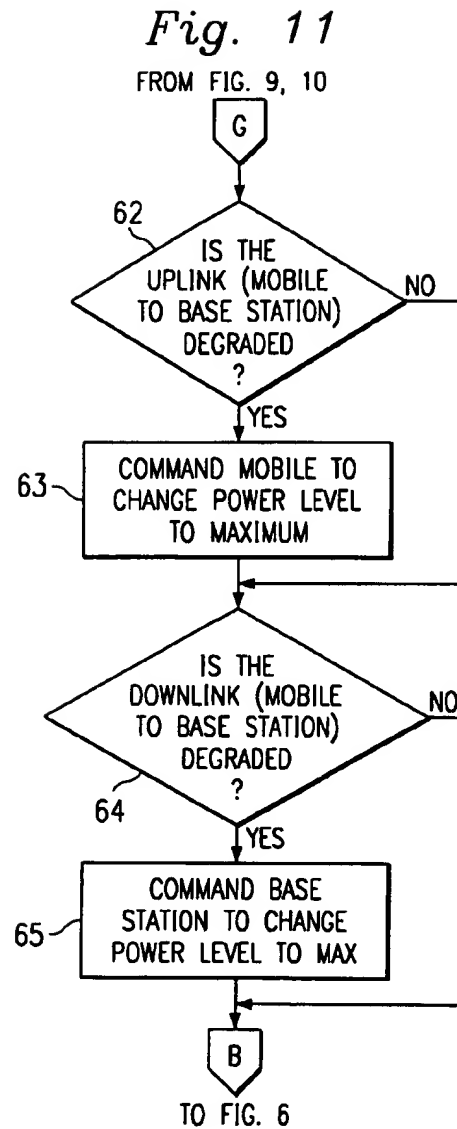 Fig. 11
FROM FIG. 9, 10
G
62
IS THE
UPLINK (MOBILE
TO BASE STATION)
DEGRADED
?
NO
YES
63
COMMAND MOBILE TO
CHANGE POWER LEVEL
TO MAXIMUM
IS THE
DOWNLINK (MOBILE
TO BASE STATION)
DEGRADED
?
NO
64
YES
65
COMMAND BASE
STATION TO CHANGE
POWER LEVEL TO MAX
B
TO FIG. 6